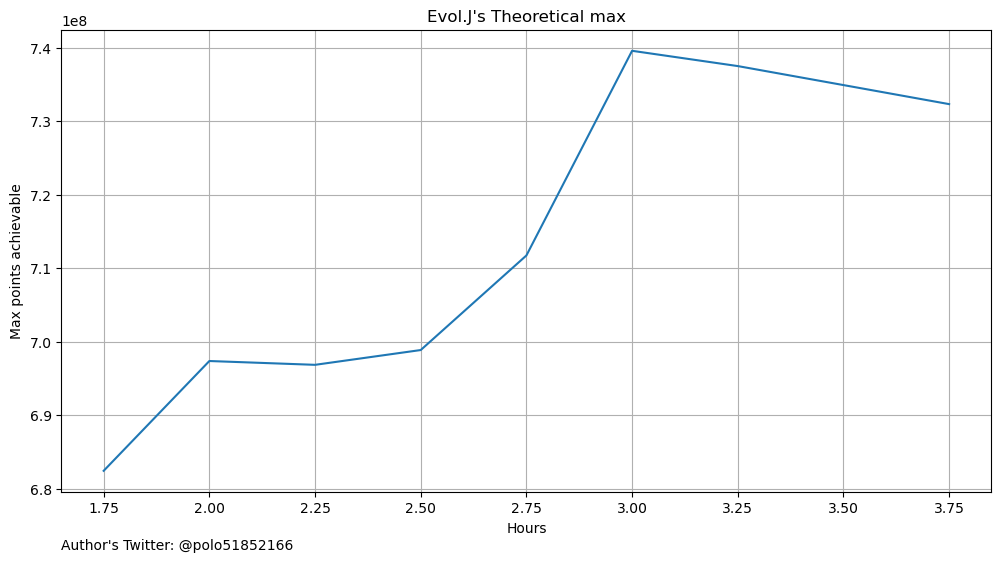 Evol.J's Theoretical max
1e8
7.4
7.3
7.2
7.1
7.0
6.9
6.8
Max points achievable
1.75 2.00 2.25 2.50 2.75 3.00 3.25 3.50 3.75
Hours
Author's Twitter: @polo51852166